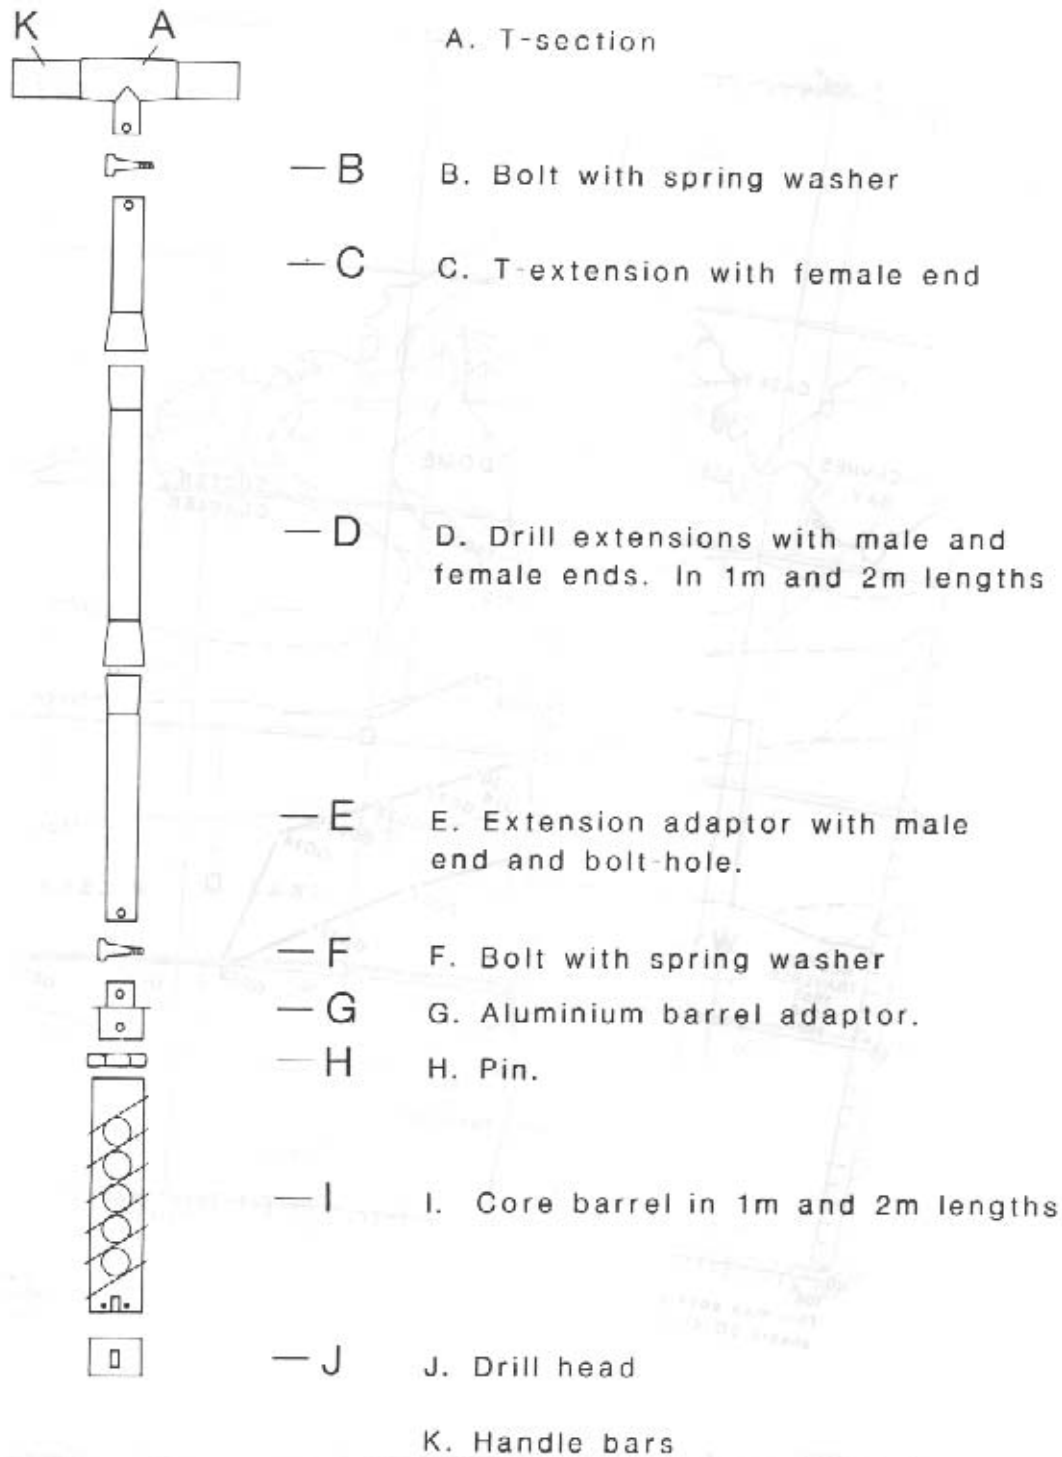 K A
A. T-section
B B. Bolt with spring washer
C C. T-extension with female end
D D. Drill extensions with male and
female ends. In 1m and 2m lengths
E E. Extension adaptor with male
end and bolt-hole.
F F. Bolt with spring washer
G G. Aluminium barrel adaptor.
H H. Pin.
I I. Core barrel in 1m and 2m lengths
J J. Drill head
K. Handle bars